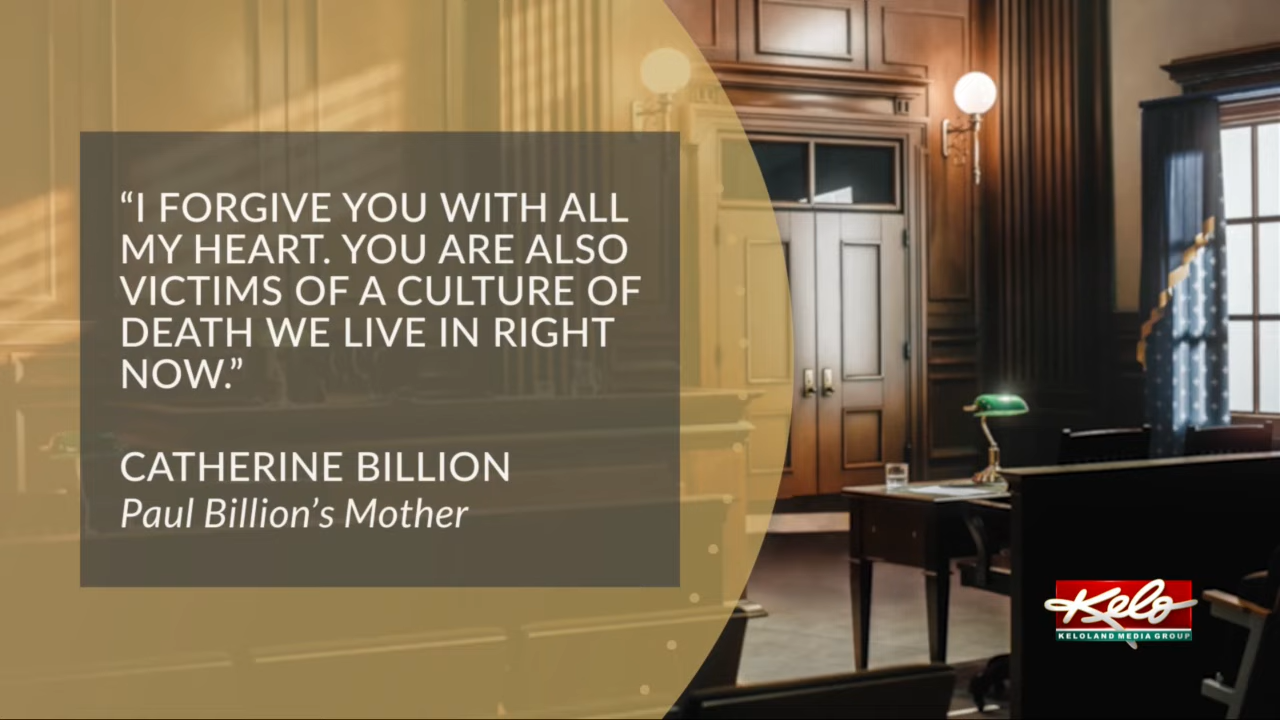 “I FORGIVE YOU WITH ALL
MY HEART. YOU ARE ALSO
VICTIMS OF A CULTURE OF
DEATH WE LIVE IN RIGHT
NOW.”
CATHERINE BILLION
Paul Billion’s Mother
Kelo
KELOLAND MEDIA GROUP